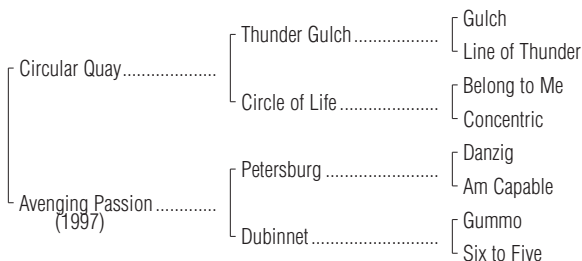 Gulch
Thunder Gulch..................
Line of Thunder
Circular Quay....................
Belong to Me
Circle of Life .....................
Concentric
Danzig
Petersburg ........................
Am Capable
Avenging Passion.............
(1997)
Gummo
Dubinnet...........................
Six to Five